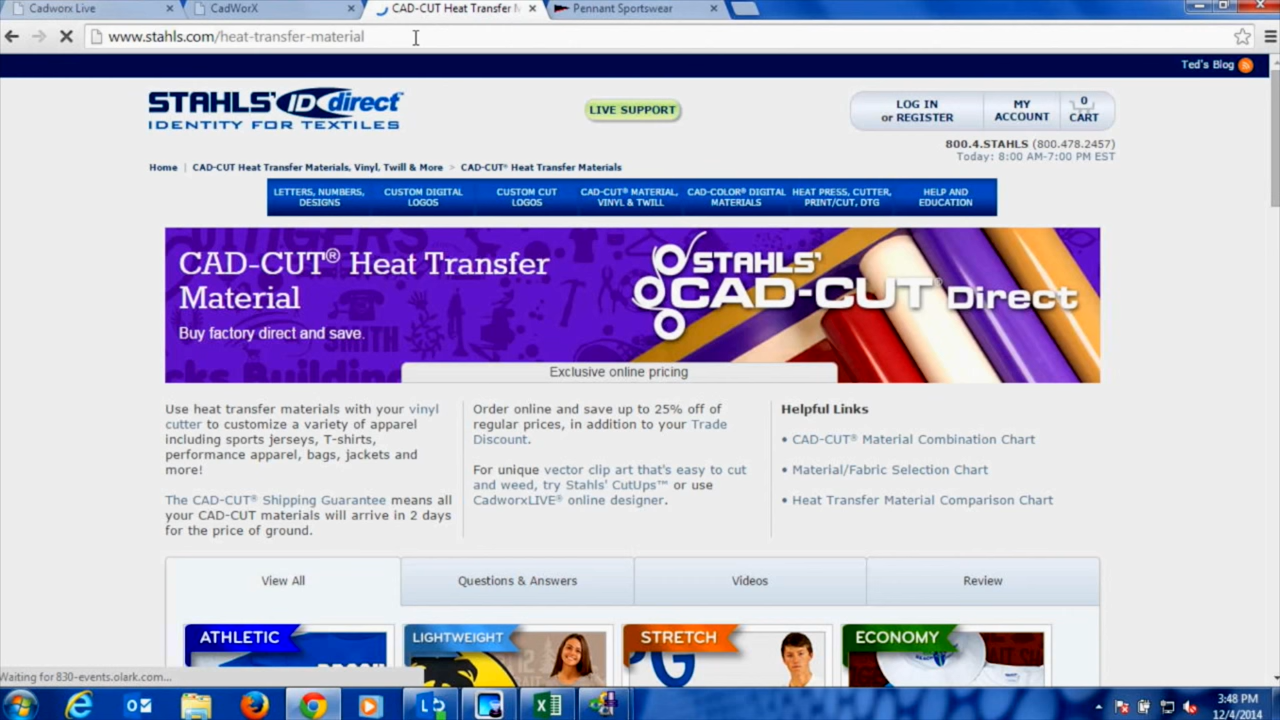 Cadworx Live
CadWorX
CAD-CUT Heat Transfer M
Pennant Sportswear
www.stahls.com/heat-transfer-material
Ted's Blog
STAHLS' ID direct
IDENTITY FOR TEXTILES
LIVE SUPPORT
LOG IN
or REGISTER
MY
ACCOUNT
0
CART
800.4.STAHLS (800.478.2457)
Today: 8:00 AM-7:00 PM EST
Home | CAD-CUT Heat Transfer Materials, Vinyl, Twill & More > CAD-CUT® Heat Transfer Materials
LETTERS, NUMBERS,
DESIGNS
CUSTOM DIGITAL
LOGOS
CUSTOM CUT
LOGOS
CAD-CUT® MATERIAL,
VINYL & TWILL
CAD-COLOR® DIGITAL
MATERIALS
HEAT PRESS, CUTTER,
PRINT/CUT, DTG
HELP AND
EDUCATION
CAD-CUT® Heat Transfer
Material
Buy factory direct and save.
STAHLS'
CAD-CUT® Direct
SMITH
Exclusive online pricing
Use heat transfer materials with your vinyl
cutter to customize a variety of apparel
including sports jerseys, T-shirts,
performance apparel, bags, jackets and
more!
The CAD-CUT® Shipping Guarantee means all
your CAD-CUT materials will arrive in 2 days
for the price of ground.
Order online and save up to 25% off of
regular prices, in addition to your Trade
Discount.
For unique vector clip art that's easy to cut
and weed, try Stahls' CutUps™ or use
CadworxLIVE® online designer.
Helpful Links
• CAD-CUT® Material Combination Chart
• Material/Fabric Selection Chart
• Heat Transfer Material Comparison Chart
View All
Questions & Answers
Videos
Review
ATHLETIC
LIGHTWEIGHT
STRETCH
ECONOMY
Waiting for 830-events.olark.com...
3:48 PM
12/4/2014